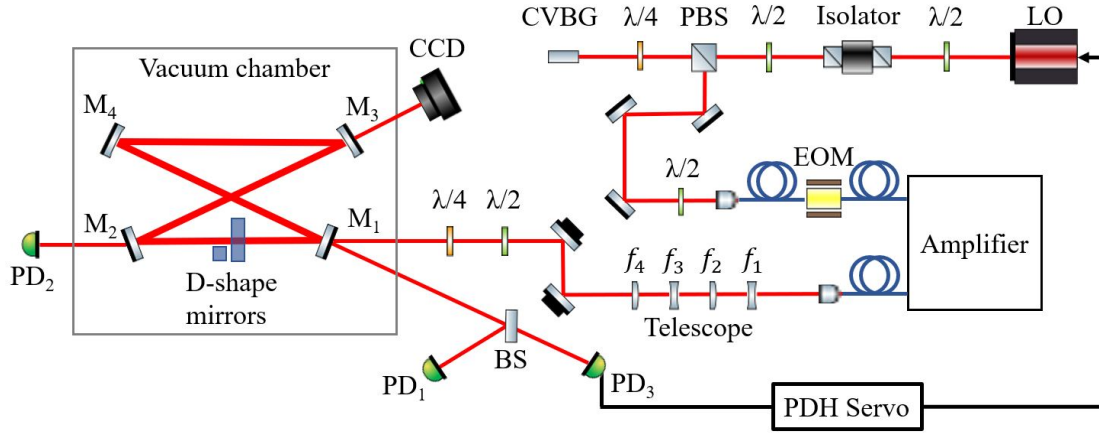 CVBG λ/4 PBS λ/2 Isolator λ/2 LO
Vacuum chamber
CCD
M₄
M₃
λ/2
EOM
M₂
M₁
λ/4 λ/2
Amplifier
PD₂
D-shape
mirrors
f₄ f₃ f₂ f₁
Telescope
BS
PD₁
PD₃
PDH Servo